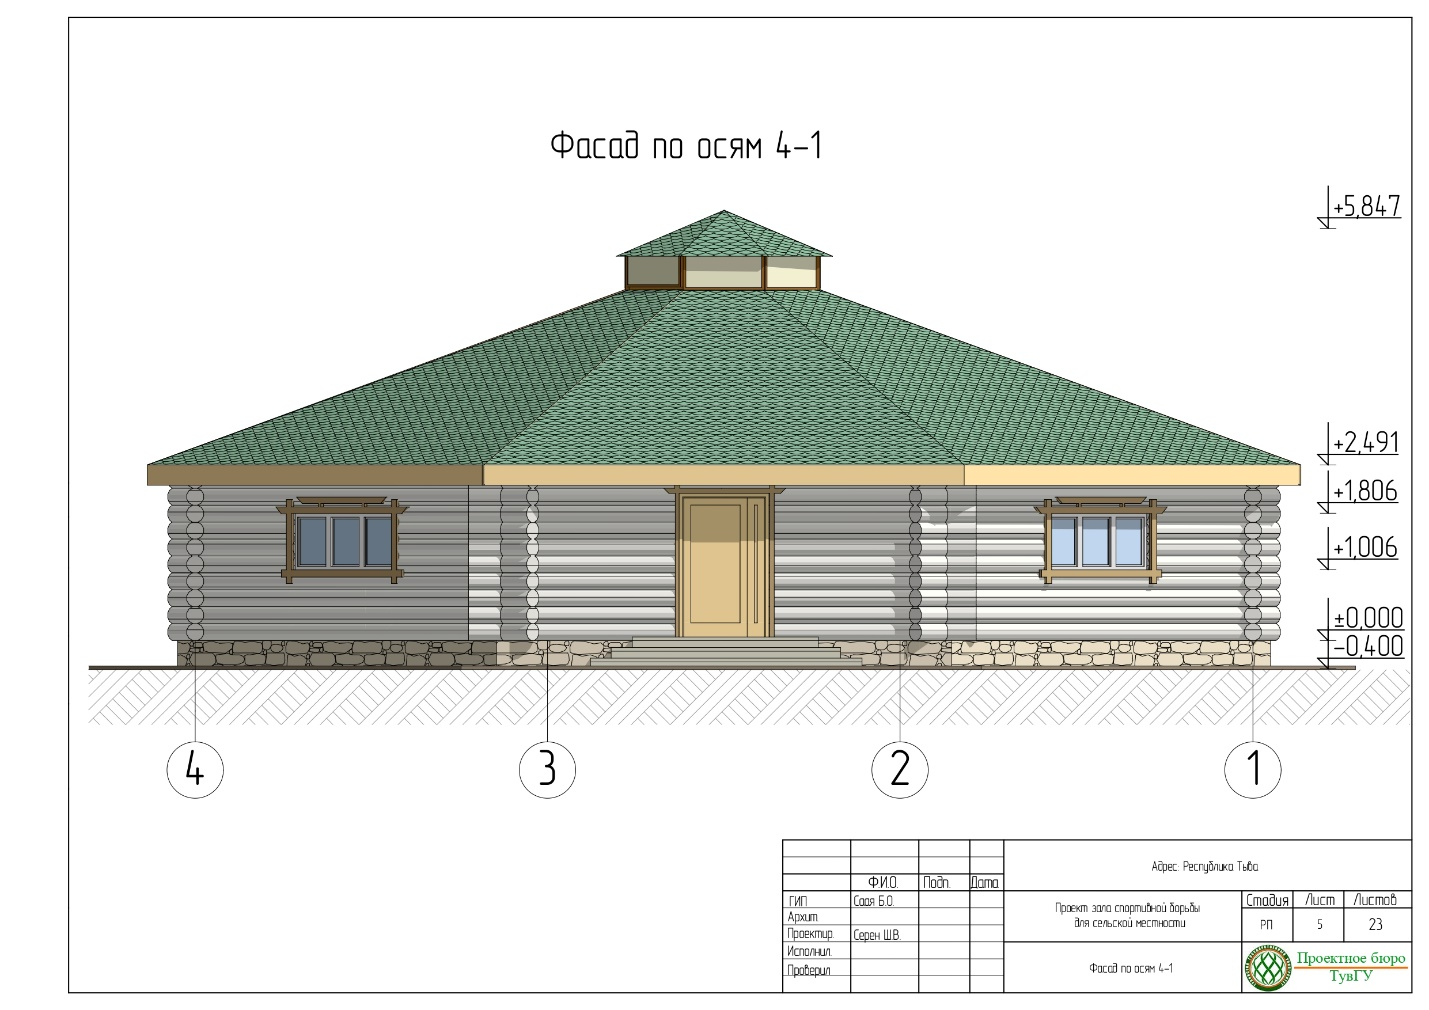 Фасад по осям 4-1
+5,847
+2,491
+1,806
+1,006
±0,000
-0,400
4
3
2
1
Адрес: Республика Тыва
Ф.И.О. Подп. Дата
ГИП Саая Б.О.
Архит.
Проектир. Серен Ш.В.
Исполнил.
Проверил
Проект зала спортивной борьбы
для сельской местности
Стадия Лист Листов
РП 5 23
Фасад по осям 4-1
Проектное бюро
ТувГУ